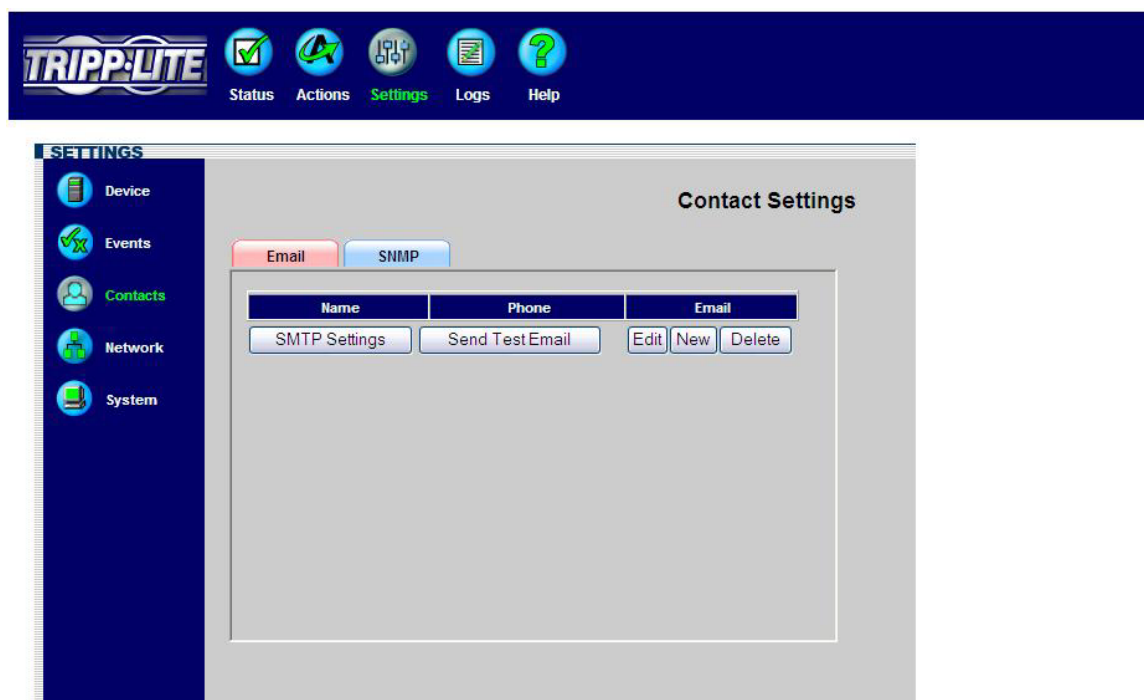 TRIPP·LITE
Status Actions Settings Logs Help
SETTINGS
Device
Events
Contacts
Network
System
Contact Settings
Email SNMP
Name Phone Email
SMTP Settings Send Test Email Edit New Delete